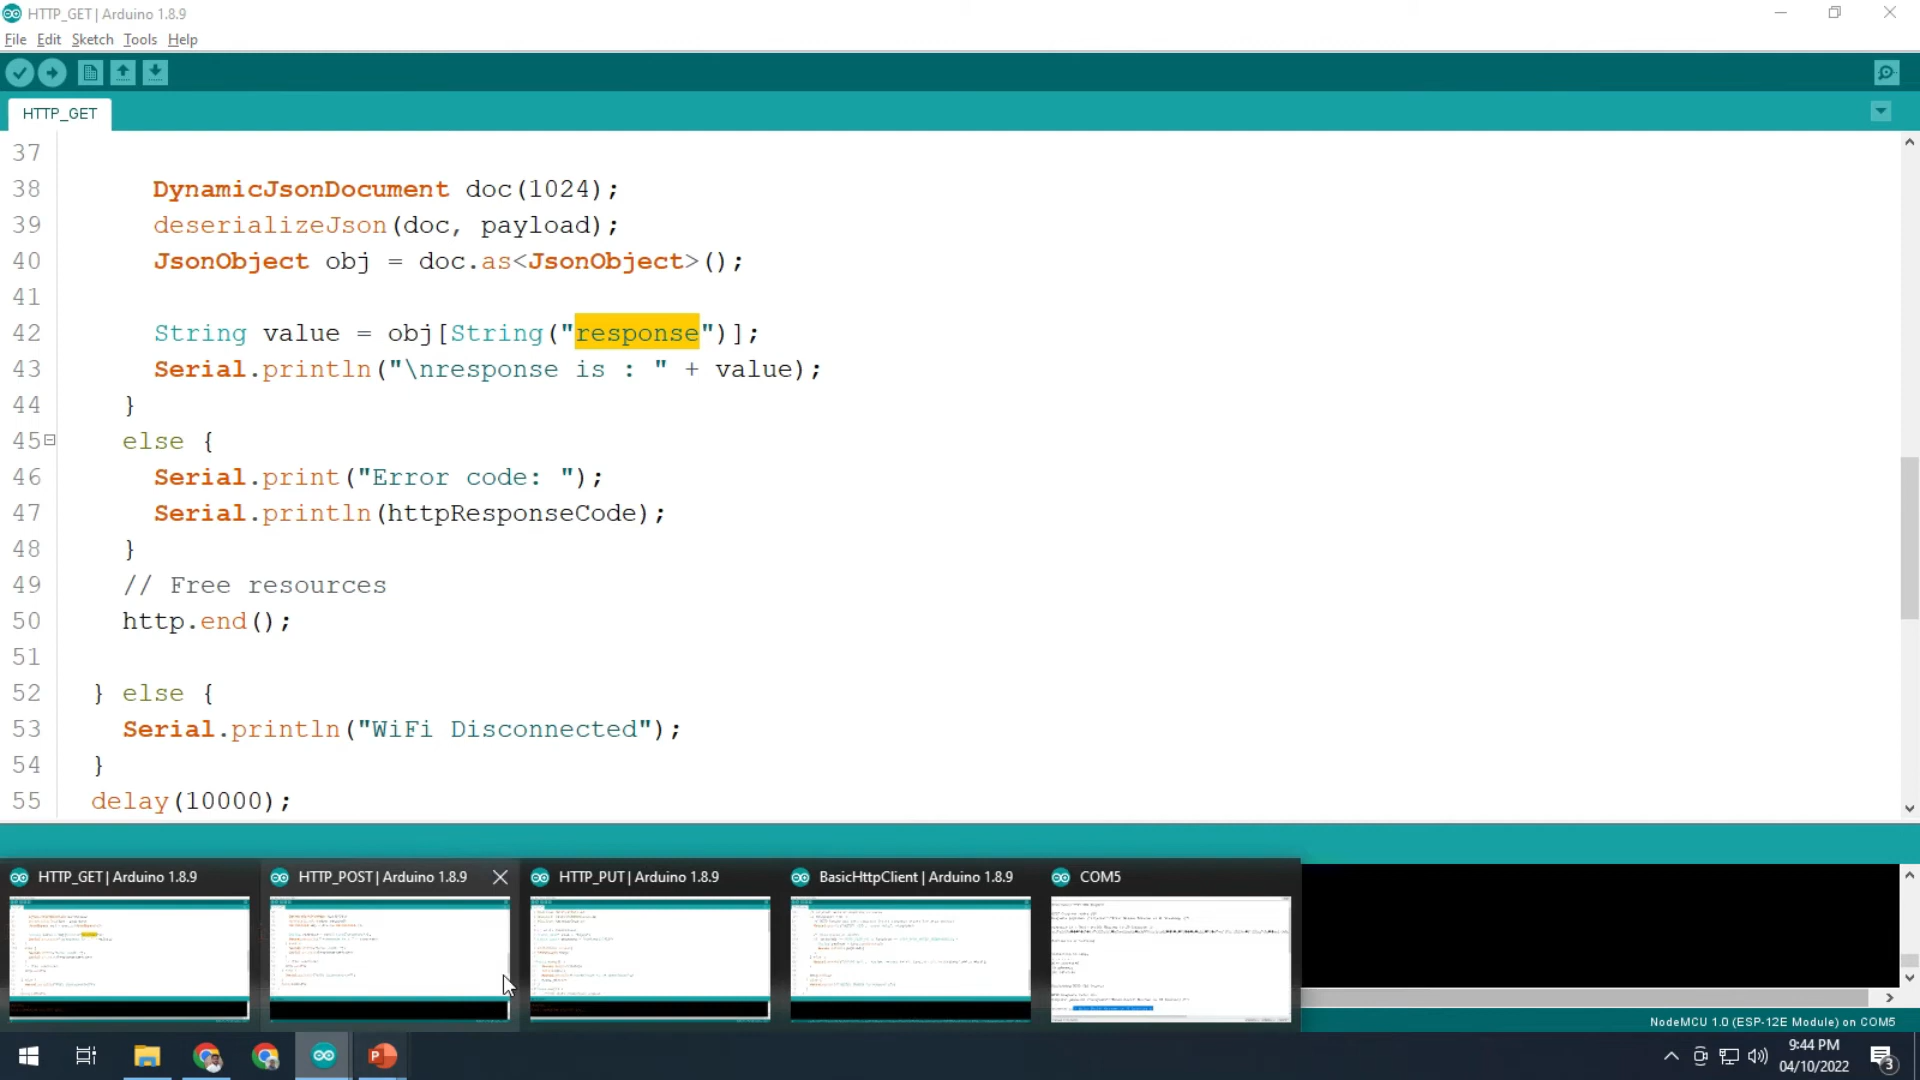 HTTP_GET | Arduino 1.8.9
File Edit Sketch Tools Help
HTTP_GET
37
38 DynamicJsonDocument doc(1024);
39 deserializeJson(doc, payload);
40 JsonObject obj = doc.as<JsonObject>();
41
42 String value = obj[String("response")];
43 Serial.println("\nresponse is : " + value);
44 }
45 else {
46 Serial.print("Error code: ");
47 Serial.println(httpResponseCode);
48 }
49 // Free resources
50 http.end();
51
52 } else {
53 Serial.println("WiFi Disconnected");
54 }
55 delay(10000);
HTTP_GET | Arduino 1.8.9 HTTP_POST | Arduino 1.8.9 HTTP_PUT | Arduino 1.8.9 BasicHttpClient | Arduino 1.8.9 COM5
NodeMCU 1.0 (ESP-12E Module) on COM5
9:44 PM
04/10/2022
3